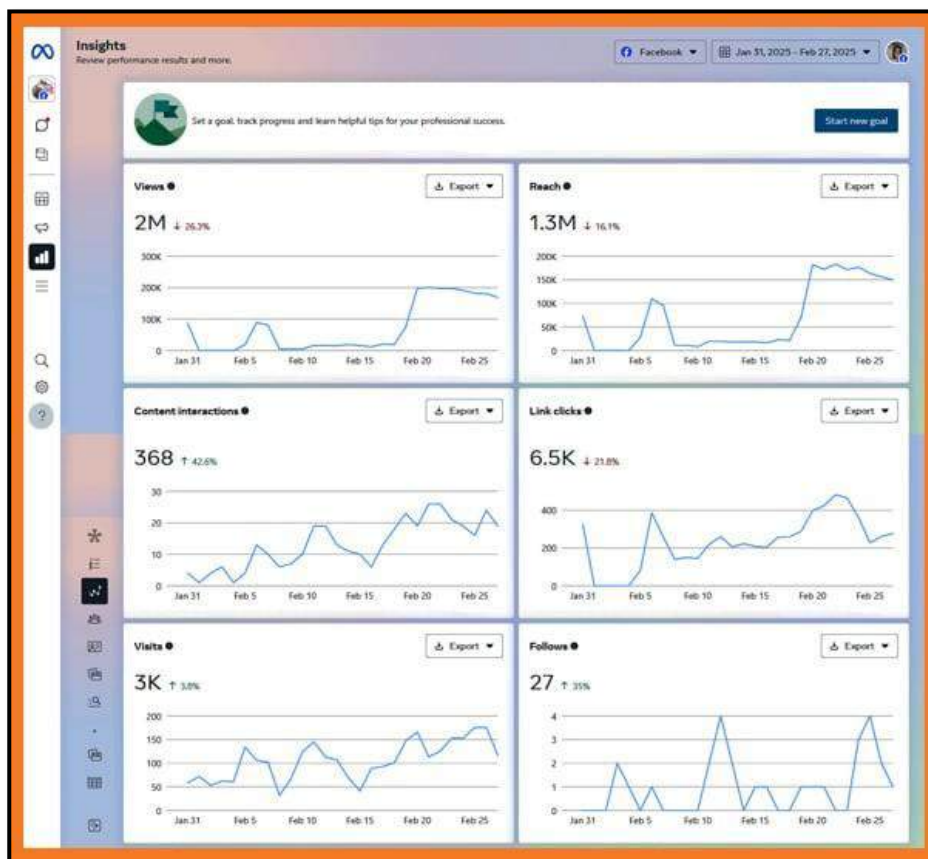 Insights
Review performance results and more.
Facebook
Jan 31, 2025 - Feb 27, 2025
Set a goal, track progress and learn helpful tips for your professional success.
Start new goal
Views
Export
2M ↓ 26.3%
300K
200K
100K
0
Jan 31 Feb 5 Feb 10 Feb 15 Feb 20 Feb 25
Reach
Export
1.3M ↓ 16.1%
200K
150K
100K
50K
0
Jan 31 Feb 5 Feb 10 Feb 15 Feb 20 Feb 25
Content interactions
Export
368 ↑ 42.6%
30
20
10
0
Jan 31 Feb 5 Feb 10 Feb 15 Feb 20 Feb 25
Link clicks
Export
6.5K ↓ 21.8%
400
200
0
Jan 31 Feb 5 Feb 10 Feb 15 Feb 20 Feb 25
Visits
Export
3K ↑ 3.8%
200
150
100
50
0
Jan 31 Feb 5 Feb 10 Feb 15 Feb 20 Feb 25
Follows
Export
27 ↑ 35%
4
3
2
1
0
Jan 31 Feb 5 Feb 10 Feb 15 Feb 20 Feb 25